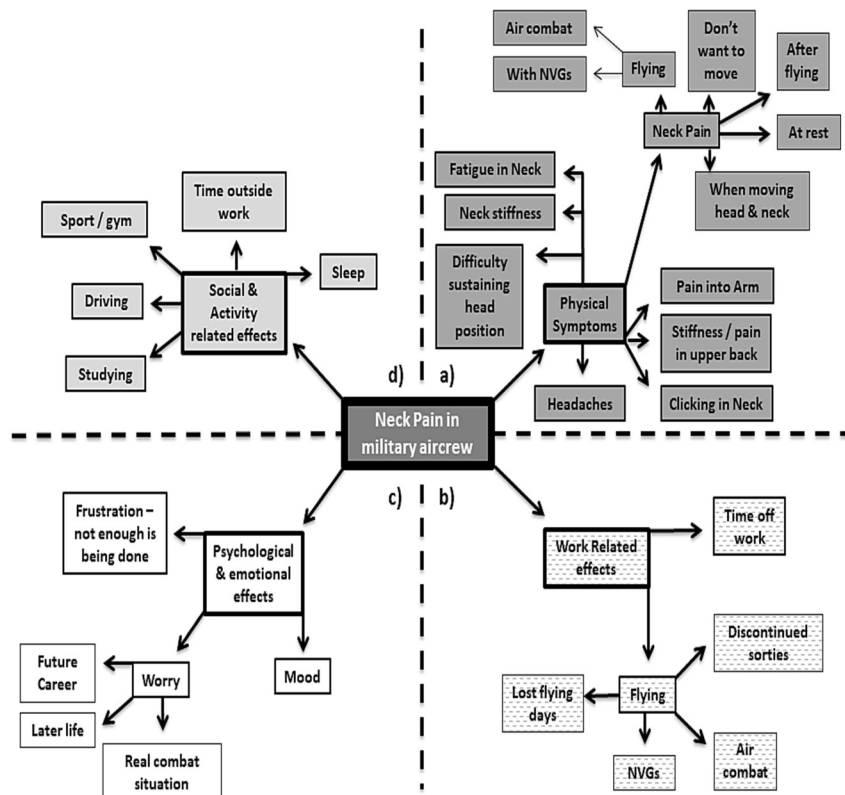 Air combat
With NVGs
Flying
Don't
want to
move
After
flying
Neck Pain
At rest
When moving
head & neck
Fatigue in Neck
Neck stiffness
Difficulty
sustaining
head
position
Physical
Symptoms
Pain into Arm
Stiffness / pain
in upper back
Clicking in Neck
Headaches
a)
Time outside
work
Sport / gym
Sleep
Driving
Social &
Activity
related effects
Studying
d)
Neck Pain in
military aircrew
c)
Frustration –
not enough is
being done
Psychological
& emotional
effects
Future
Career
Worry
Mood
Later life
Real combat
situation
b)
Work Related
effects
Time off
work
Discontinued
sorties
Lost flying
days
Flying
NVGs
Air
combat